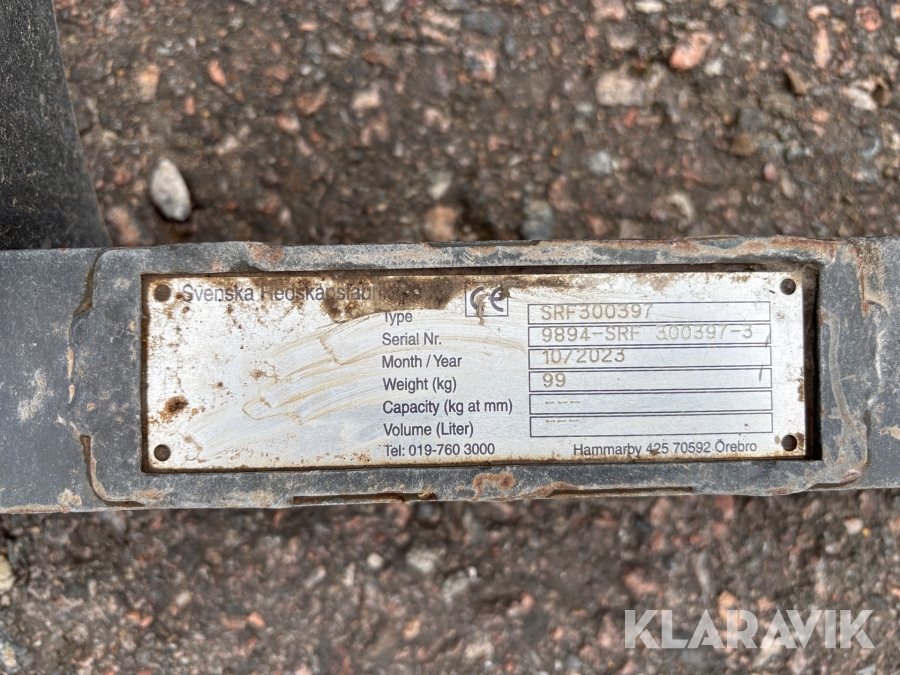 KLARAVIK
Svenska
CE
Type SRF300397
Serial Nr. 9894-SRF 300397-3
Month / Year 10/2023
Weight (kg) 99
Capacity (kg at mm) ---
Volume (Liter) ---
Tel: 019-760 3000 Hammarby 425 70592 Örebro
KLARAVIK